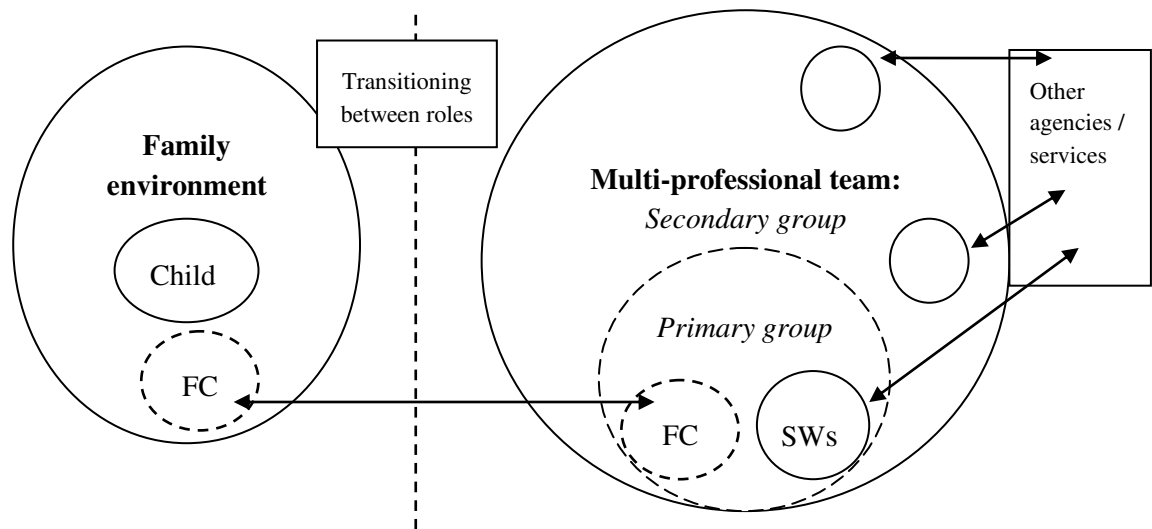 Family
environment
Child
FC
Transitioning
between roles
Multi-professional team:
Secondary group
Primary group
FC
SWs
Other
agencies /
services